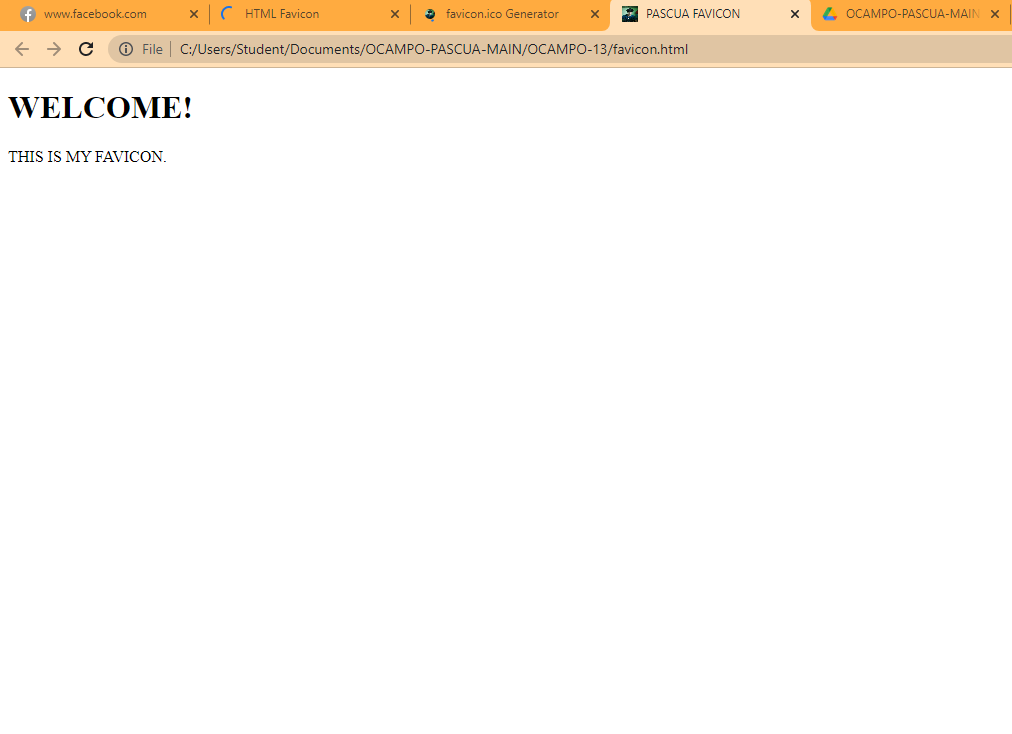 www.facebook.com
HTML Favicon
favicon.ico Generator
PASCUA FAVICON
OCAMPO-PASCUA-MAIN
File
C:/Users/Student/Documents/OCAMPO-PASCUA-MAIN/OCAMPO-13/favicon.html
WELCOME!
THIS IS MY FAVICON.